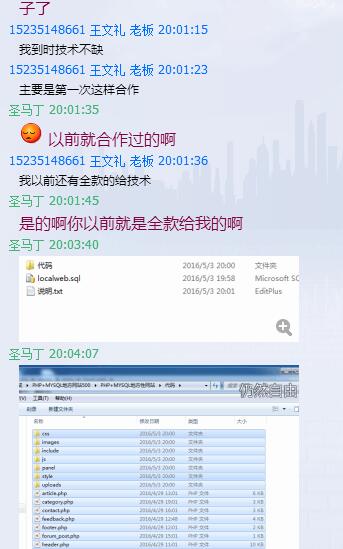 子了
15235148661 王文礼 老板 20:01:15
我到时技术不缺
15235148661 王文礼 老板 20:01:23
主要是第一次这样合作
圣马丁 20:01:35
以前就合作过的啊
15235148661 王文礼 老板 20:01:36
我以前还有全款的给技术
圣马丁 20:01:45
是的啊你以前就是全款给我的啊
圣马丁 20:03:40
代码 2016/5/3 20:00 文件夹
localweb.sql 2016/5/3 19:58 Microsoft SQ
说明.txt 2016/5/3 20:01 EditPlus
圣马丁 20:04:07
PHP+MYSQL地方网站500 PHP+MYSQL地方性网站 代码
仍然自由
工具(T) 帮助(H)
刻录 新建文件夹
名称 修改日期 类型 大小
css 2016/5/3 20:00 文件夹
images 2016/5/3 20:00 文件夹
include 2016/5/3 20:00 文件夹
js 2016/5/3 20:00 文件夹
panel 2016/5/3 20:00 文件夹
style 2016/5/3 20:00 文件夹
uploads 2016/5/3 20:00 文件夹
article.php 2016/4/29 11:01 PHP 文件 6 KB
category.php 2016/4/29 11:01 PHP 文件
contact.php 2016/4/29 11:01 PHP 文件
feedback.php 2016/4/29 12:48 PHP 文件 4 KB
footer.php 2016/4/29 11:01 PHP 文件 2 KB
forum_post.php 2016/4/29 11:01 PHP 文件
header.php 2016/4/29 11:01 PHP 文件 10 KB